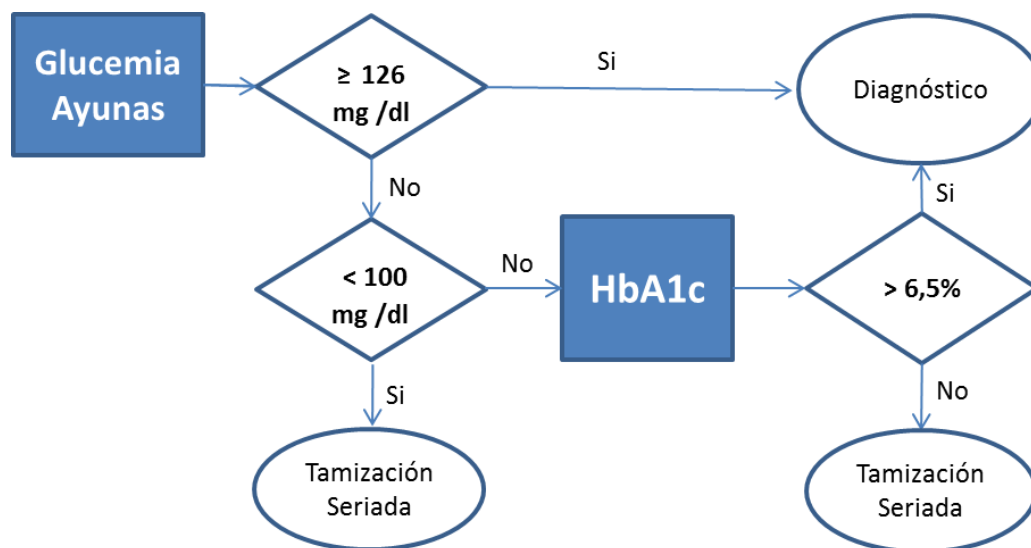 Glucemia
Ayunas
≥ 126
mg /dl
Si
Diagnóstico
No
Si
< 100
mg /dl
No
HbA1c
> 6,5%
Si
No
Tamización
Seriada
Tamización
Seriada